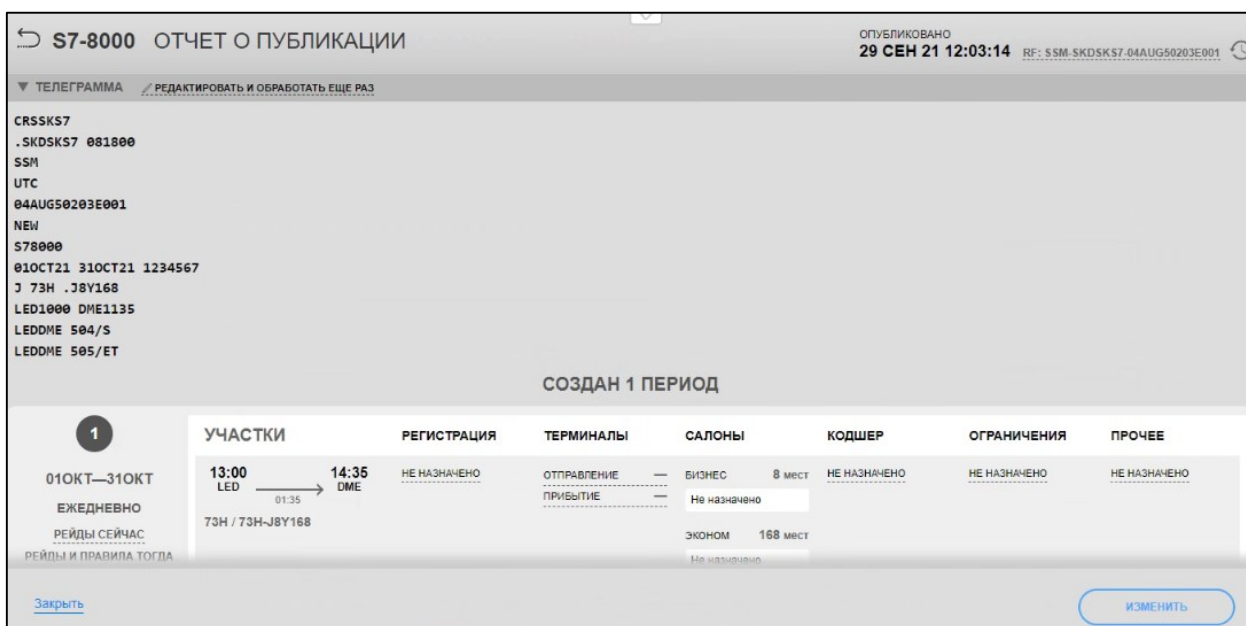 S7-8000 ОТЧЕТ О ПУБЛИКАЦИИ
ОПУБЛИКОВАНО
29 СЕН 21 12:03:14 RF: SSM-SKDSKS7-04AUG50203E001
▼ ТЕЛЕГРАММА РЕДАКТИРОВАТЬ И ОБРАБОТАТЬ ЕЩЕ РАЗ
CRSSKS7
.SKDSKS7 081800
SSM
UTC
04AUG50203E001
NEW
S78000
01OCT21 31OCT21 1234567
J 73H .J8Y168
LED1000 DME1135
LEDDME 504/S
LEDDME 505/ET
СОЗДАН 1 ПЕРИОД
1
01ОКТ—31ОКТ
ЕЖЕДНЕВНО
РЕЙДЫ СЕЙЧАС
РЕЙДЫ И ПРАВИЛА ТОГДА
УЧАСТКИ РЕГИСТРАЦИЯ ТЕРМИНАЛЫ САЛОНЫ КОДШЕР ОГРАНИЧЕНИЯ ПРОЧЕЕ
13:00 14:35
LED DME
01:35
73H / 73H-J8Y168
НЕ НАЗНАЧЕНО
ОТПРАВЛЕНИЕ —
ПРИБЫТИЕ —
БИЗНЕС 8 мест
Не назначено
ЭКОНОМ 168 мест
Не назначено
НЕ НАЗНАЧЕНО
НЕ НАЗНАЧЕНО
НЕ НАЗНАЧЕНО
Закрыть
ИЗМЕНИТЬ